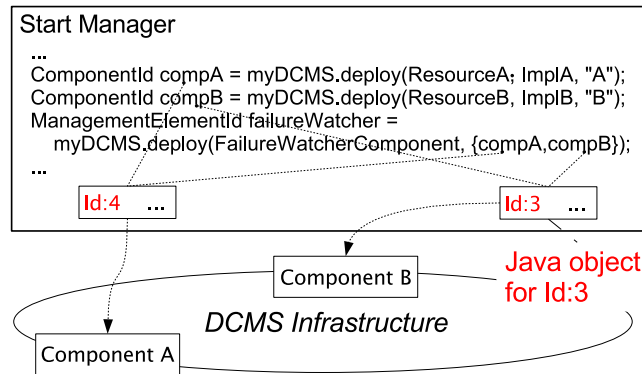 Start Manager
...
ComponentId compA = myDCMS.deploy(ResourceA, ImplA, "A");
ComponentId compB = myDCMS.deploy(ResourceB, ImplB, "B");
ManagementElementId failureWatcher =
myDCMS.deploy(FailureWatcherComponent, {compA,compB});
...
Id:4 ...
Id:3 ...
Java object
for Id:3
Component B
DCMS Infrastructure
Component A